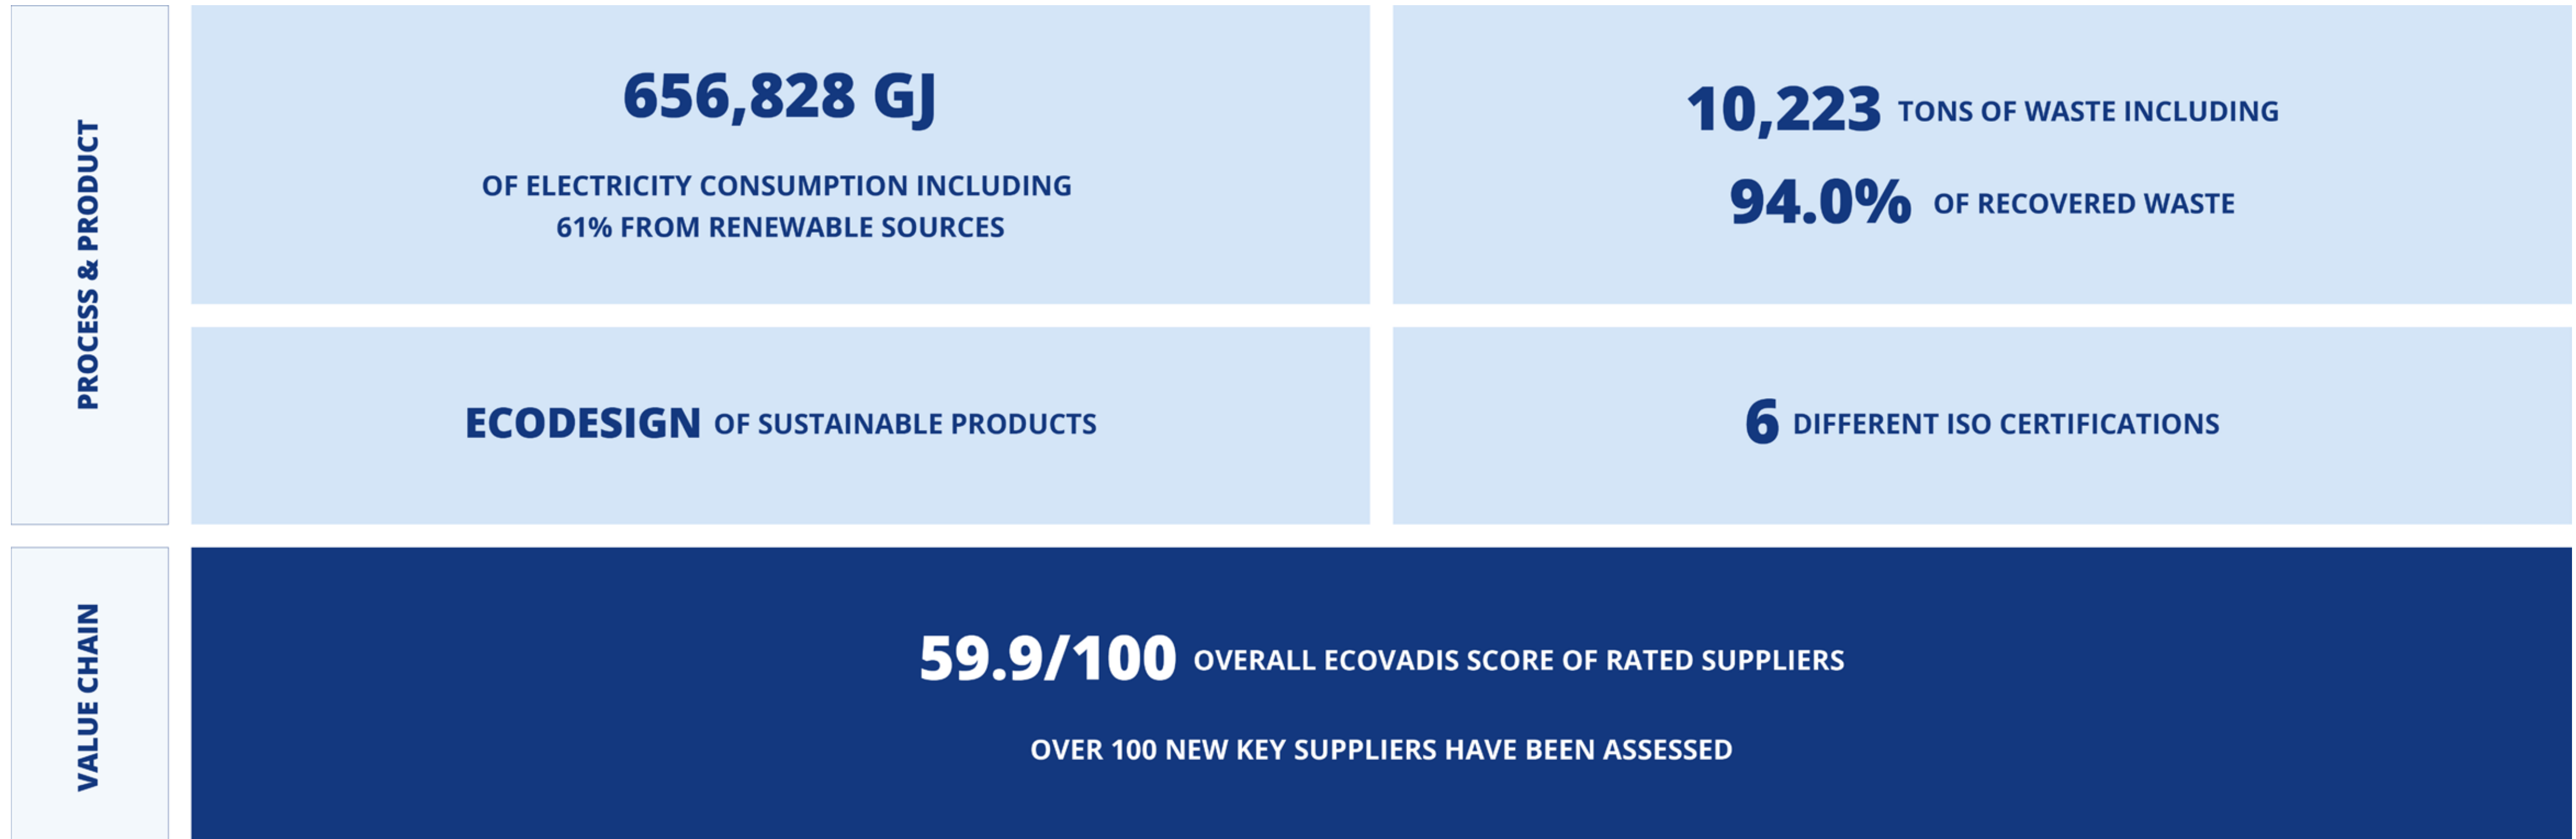 PROCESS & PRODUCT
656,828 GJ
OF ELECTRICITY CONSUMPTION INCLUDING
61% FROM RENEWABLE SOURCES
10,223 TONS OF WASTE INCLUDING
94.0% OF RECOVERED WASTE
ECODESIGN OF SUSTAINABLE PRODUCTS
6 DIFFERENT ISO CERTIFICATIONS
VALUE CHAIN
59.9/100 OVERALL ECOVADIS SCORE OF RATED SUPPLIERS
OVER 100 NEW KEY SUPPLIERS HAVE BEEN ASSESSED